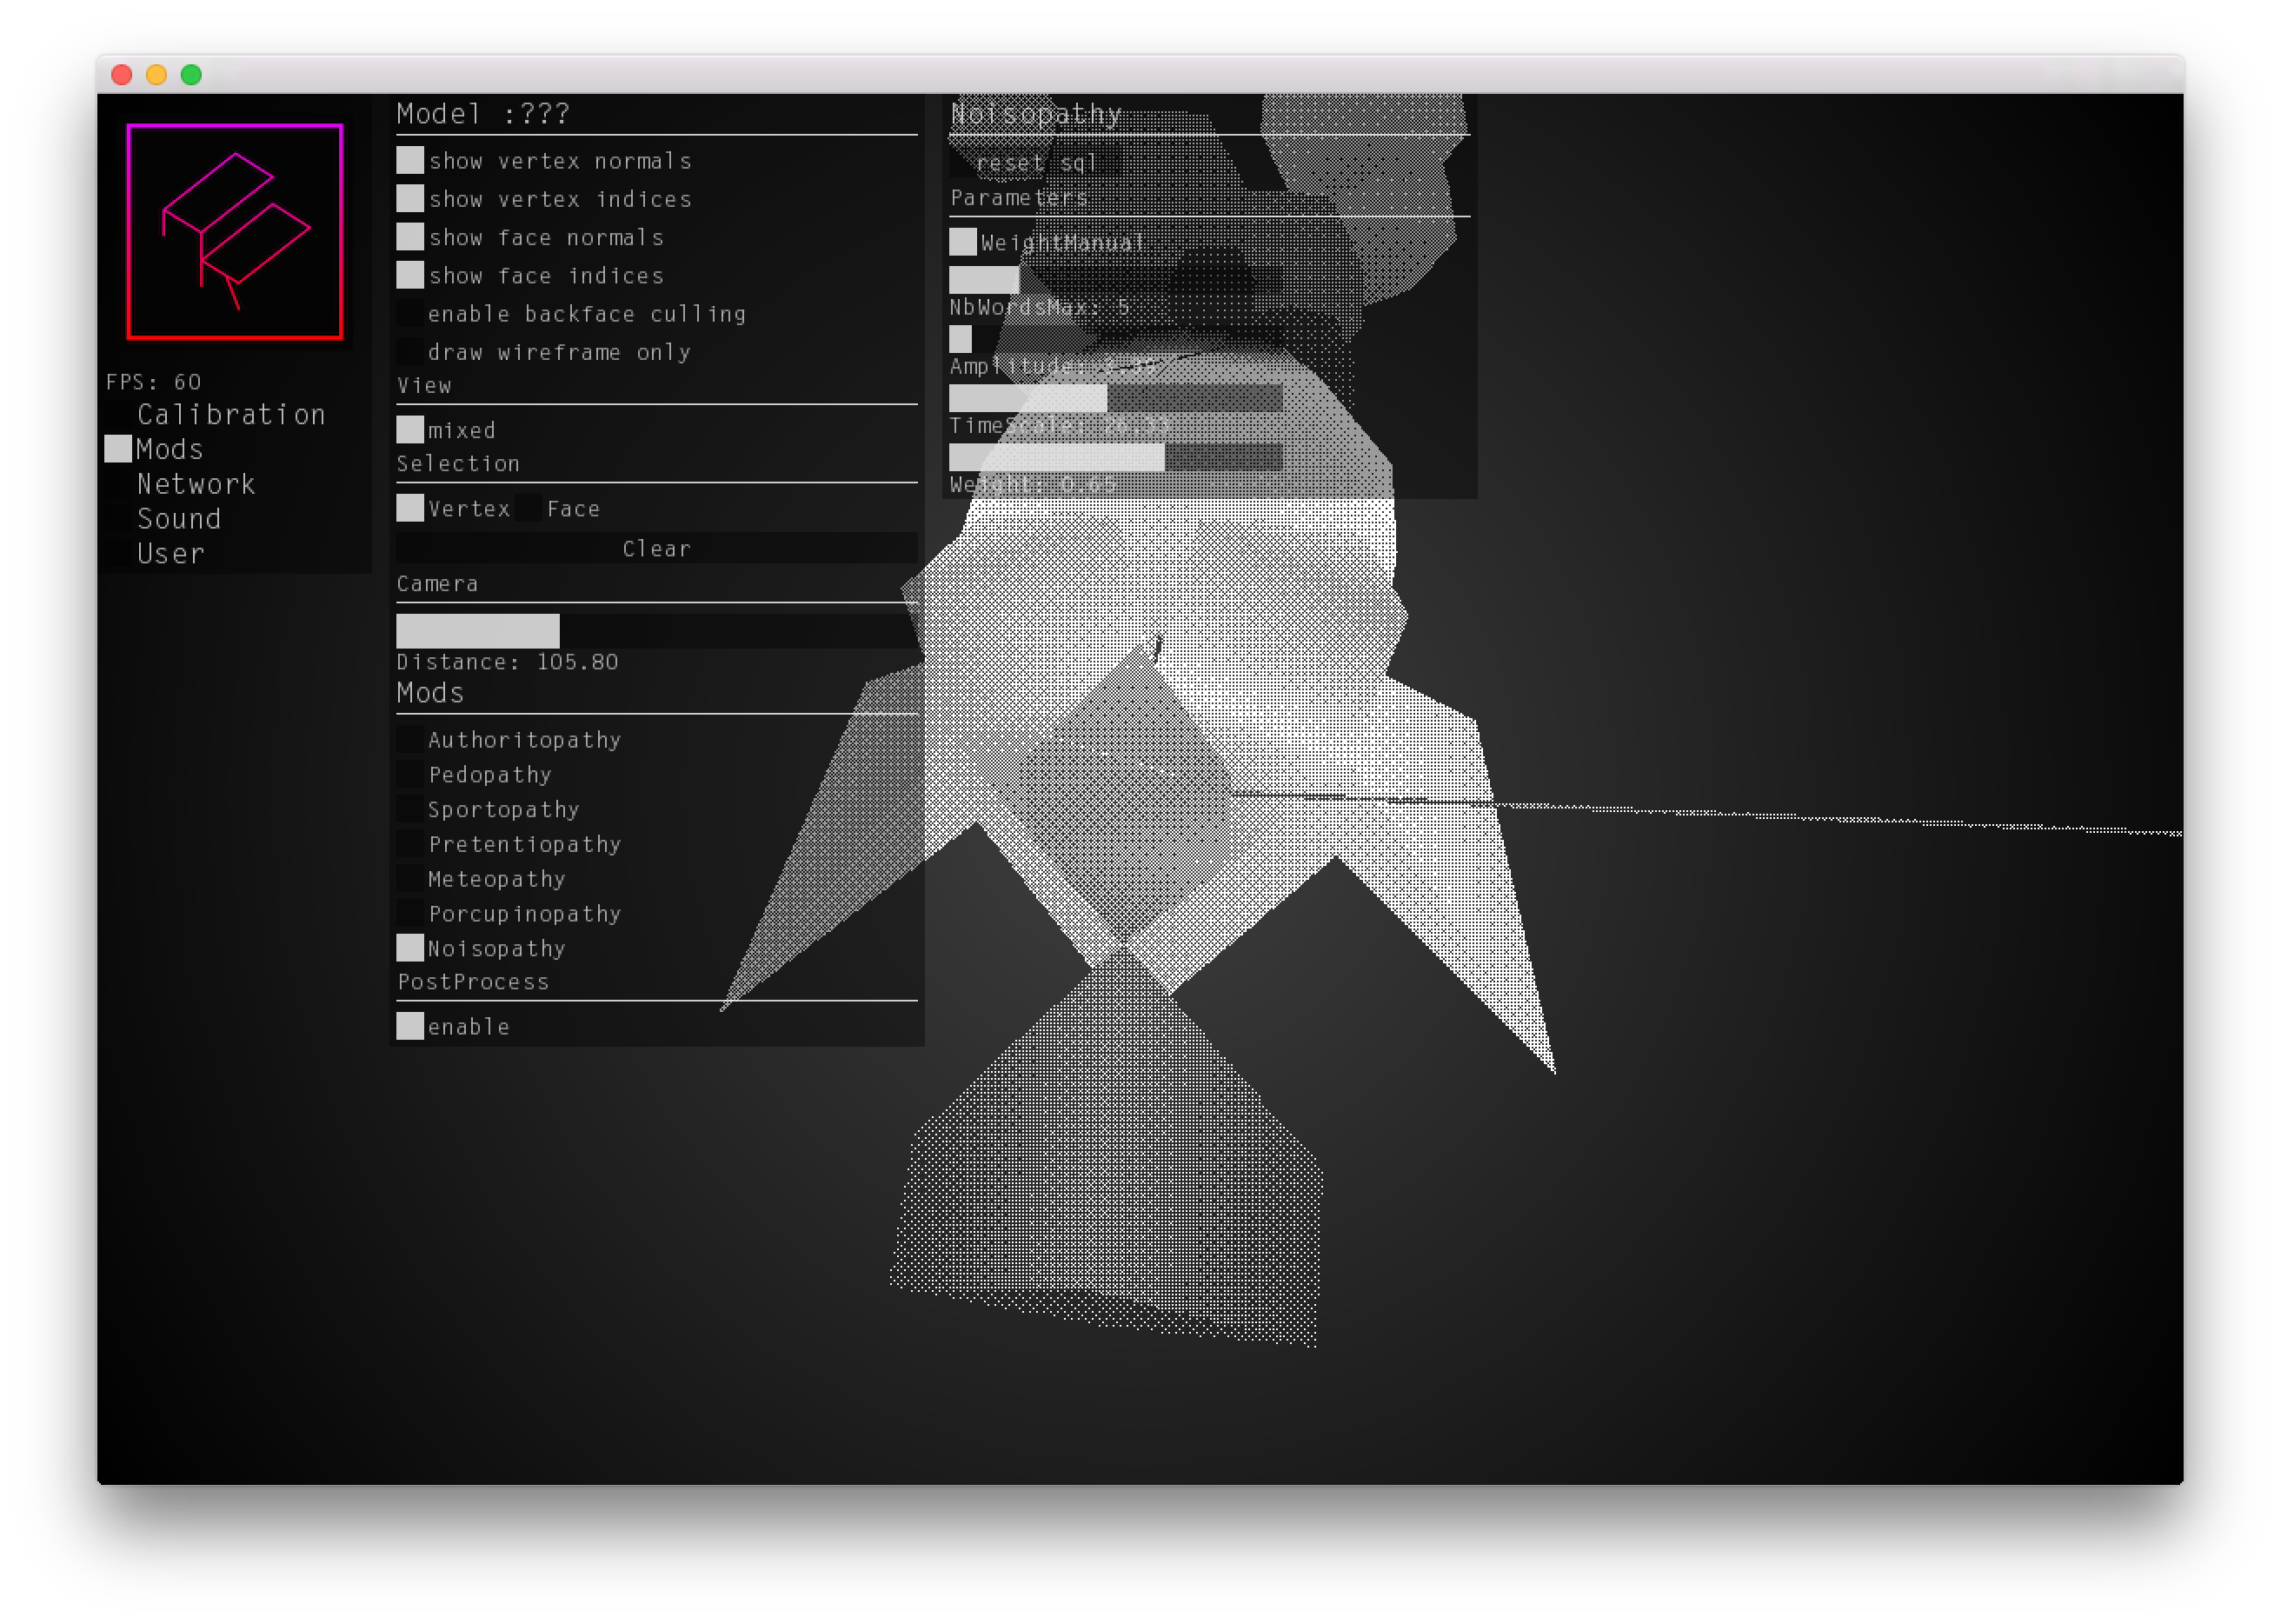 FPS: 60
Calibration
Mods
Network
Sound
User
Model :???
show vertex normals
show vertex indices
show face normals
show face indices
enable backface culling
draw wireframe only
View
mixed
Selection
Vertex Face
Clear
Camera
Distance: 105.80
Mods
Authoritopathy
Pedopathy
Sportopathy
Pretentiopathy
Meteopathy
Porcupinopathy
Noisopathy
PostProcess
enable
Noisopathy
reset sql
Parameters
WeightManual
NbWordsMax: 5
Amplitude:
TimeScale: 26.33
Weight: 0.65